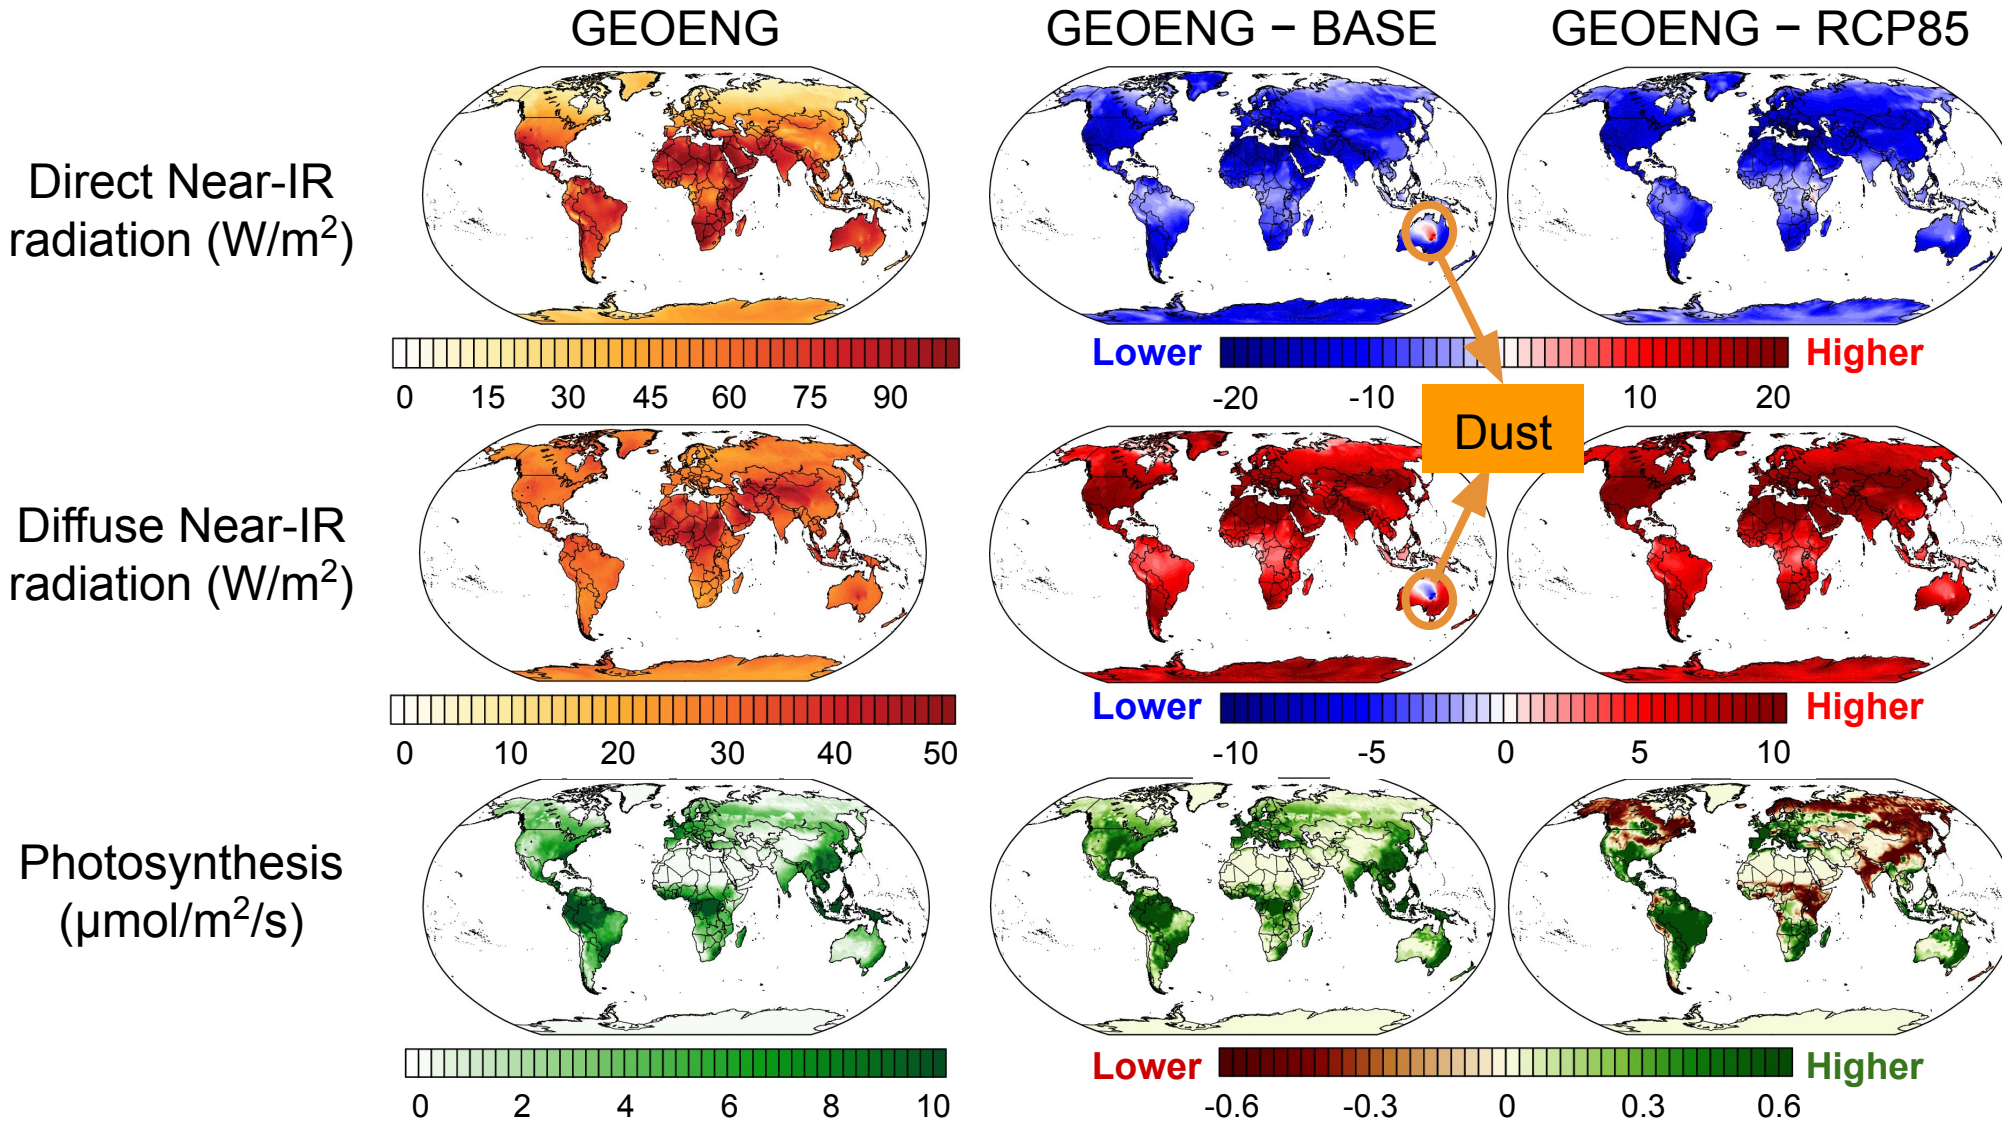 GEOENG
GEOENG − BASE
GEOENG − RCP85
Direct Near-IR
radiation (W/m²)
0 15 30 45 60 75 90
Lower
Higher
-20 -10 10 20
Dust
Diffuse Near-IR
radiation (W/m²)
0 10 20 30 40 50
Lower
Higher
-10 -5 0 5 10
Photosynthesis
(μmol/m²/s)
0 2 4 6 8 10
Lower
Higher
-0.6 -0.3 0 0.3 0.6